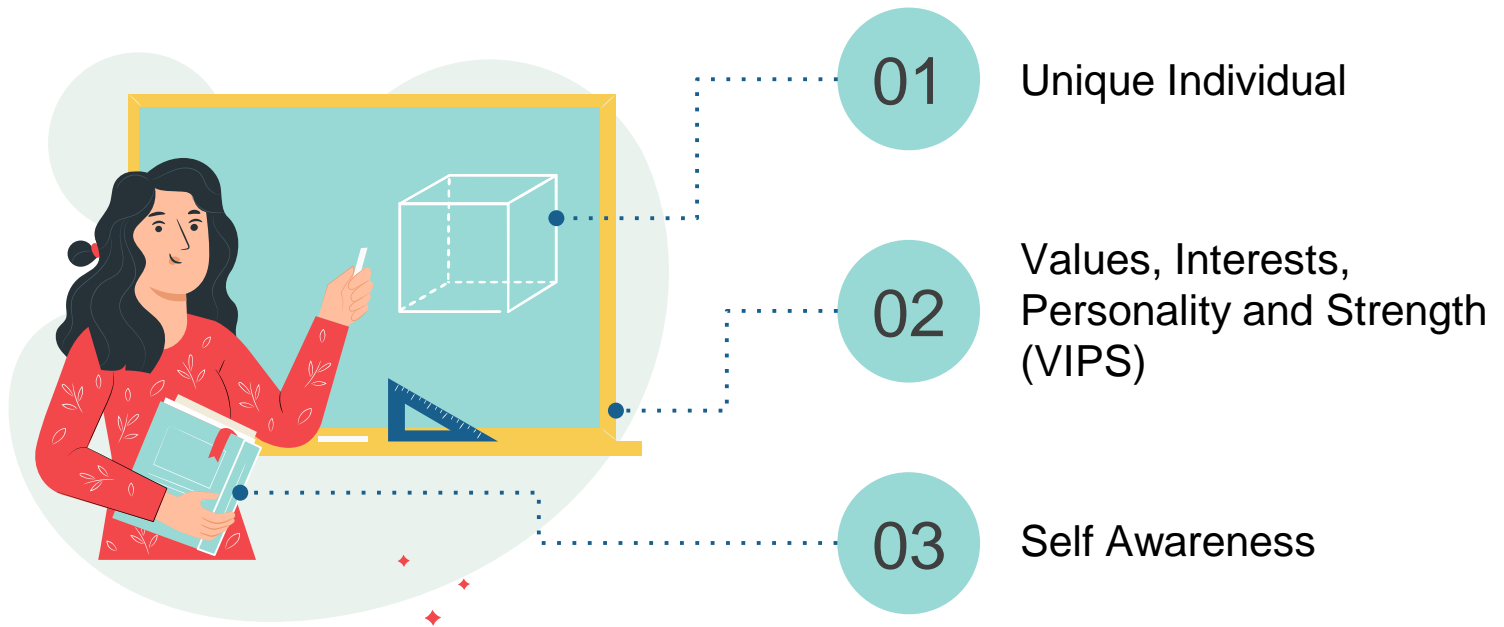 01
Unique Individual
02
Values, Interests,
Personality and Strength
(VIPS)
03
Self Awareness